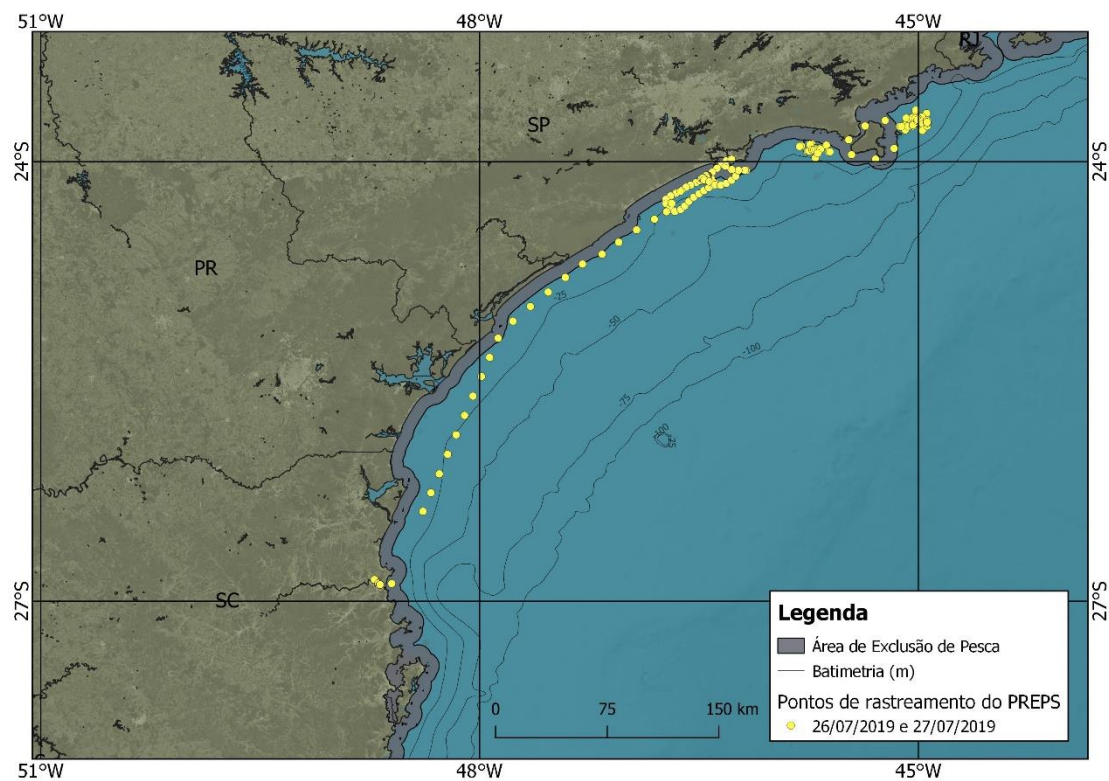 51°W 48°W 45°W
RJ
SP
24°S 24°S
PR
-25
-50
-100
-75
-100
-25
27°S 27°S
SC
Legenda
Área de Exclusão de Pesca
Batimetria (m)
Pontos de rastreamento do PREPS
26/07/2019 e 27/07/2019
0 75 150 km
51°W 48°W 45°W